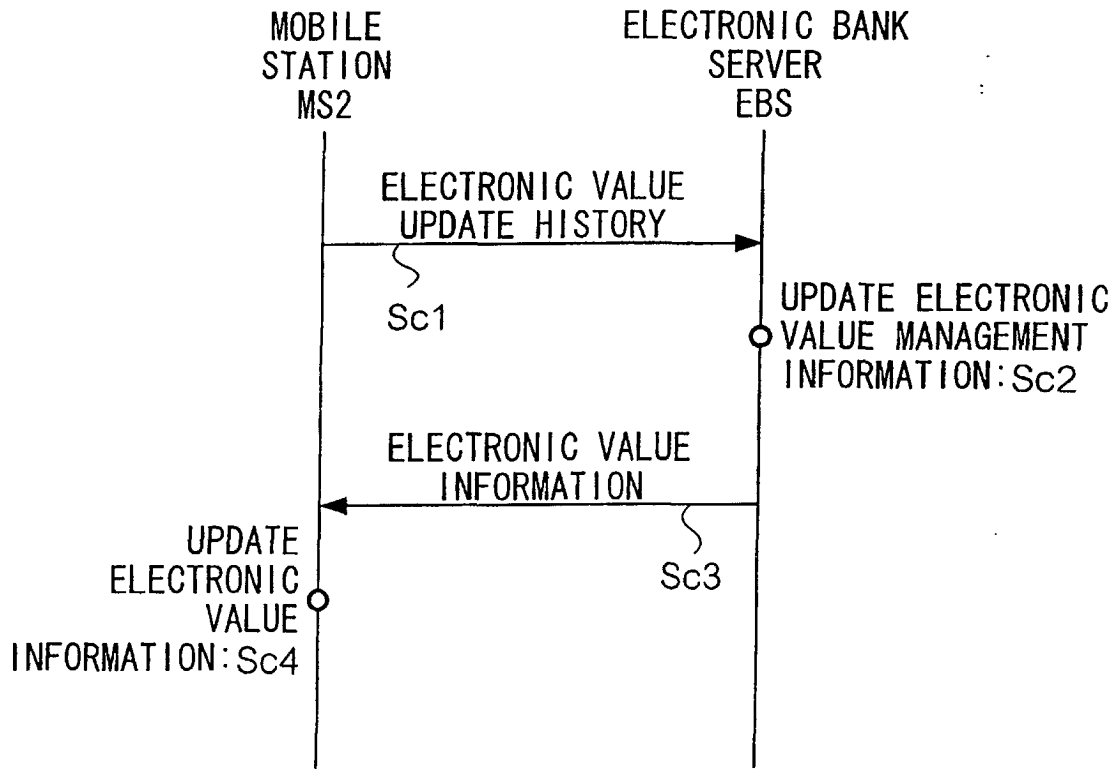 MOBILE
STATION
MS2
ELECTRONIC BANK
SERVER
EBS
ELECTRONIC VALUE
UPDATE HISTORY
Sc1
UPDATE ELECTRONIC
VALUE MANAGEMENT
INFORMATION:Sc2
ELECTRONIC VALUE
INFORMATION
Sc3
UPDATE
ELECTRONIC
VALUE
INFORMATION:Sc4